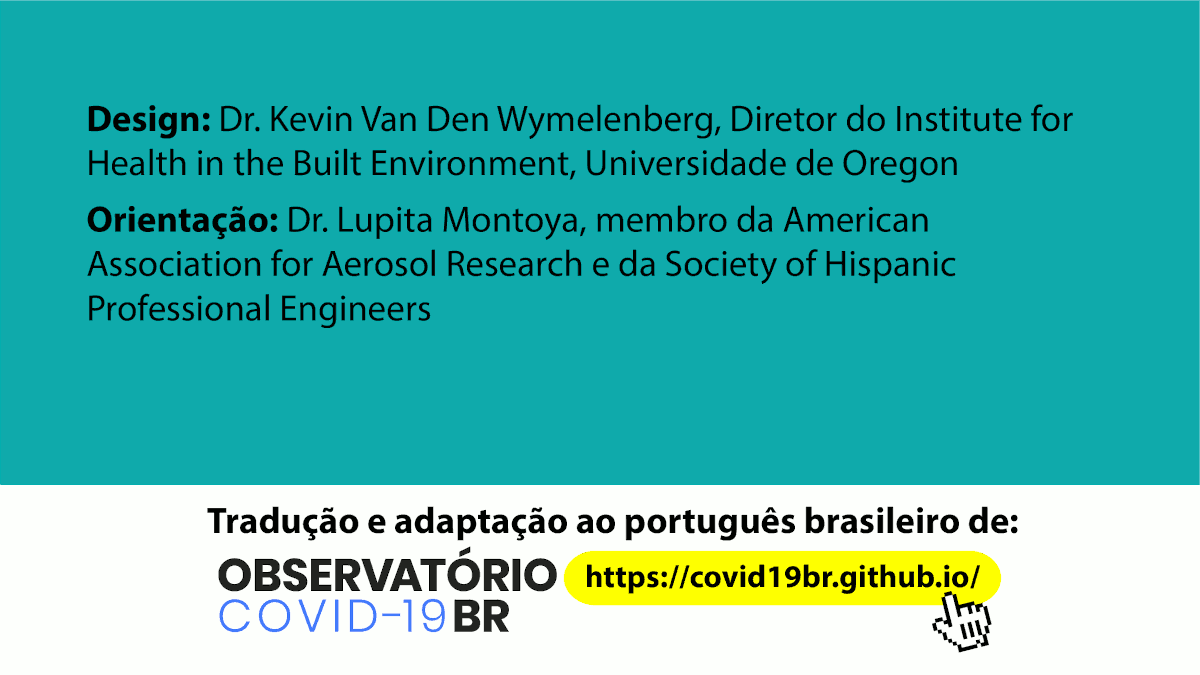 Design: Dr. Kevin Van Den Wymelenberg, Diretor do Institute for
Health in the Built Environment, Universidade de Oregon
Orientação: Dr. Lupita Montoya, membro da American
Association for Aerosol Research e da Society of Hispanic
Professional Engineers
Tradução e adaptação ao português brasileiro de:
OBSERVATÓRIO
COVID-19 BR
https://covid19br.github.io/